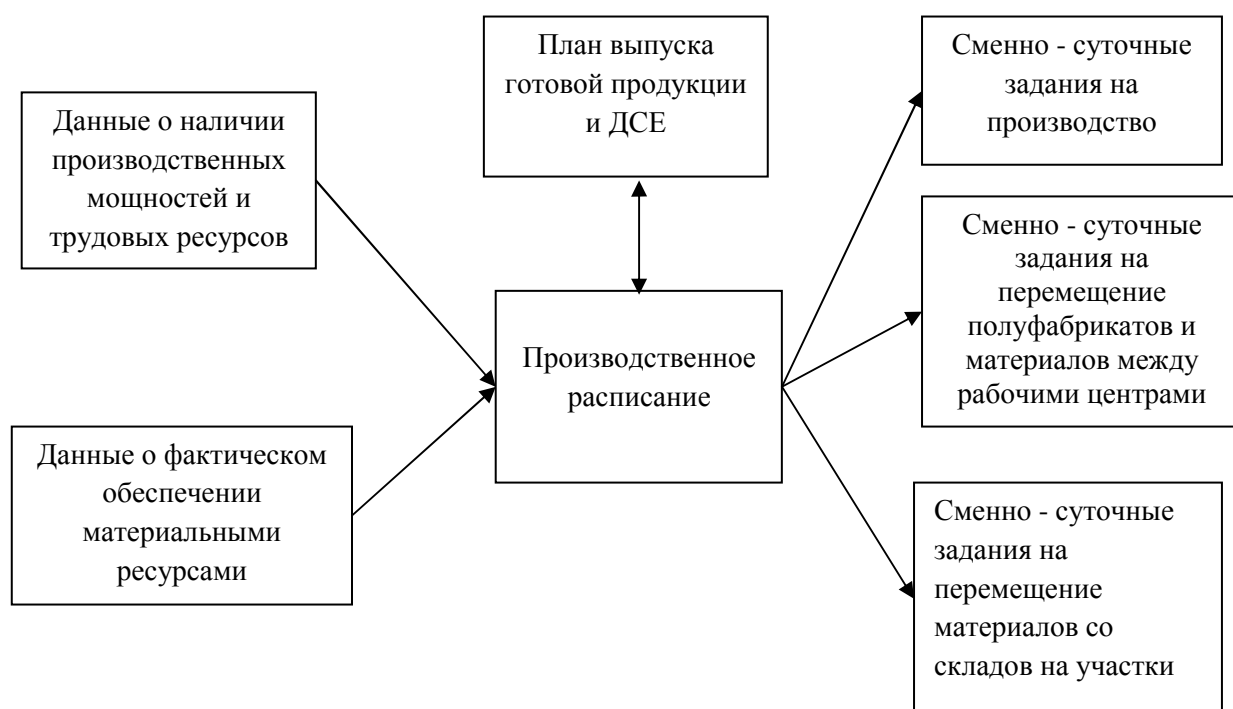 План выпуска
готовой продукции
и ДСЕ
Сменно - суточные
задания на
производство
Данные о наличии
производственных
мощностей и
трудовых ресурсов
Сменно - суточные
задания на
перемещение
полуфабрикатов и
материалов между
рабочими центрами
Производственное
расписание
Данные о фактическом
обеспечении
материальными
ресурсами
Сменно - суточные
задания на
перемещение
материалов со
складов на участки